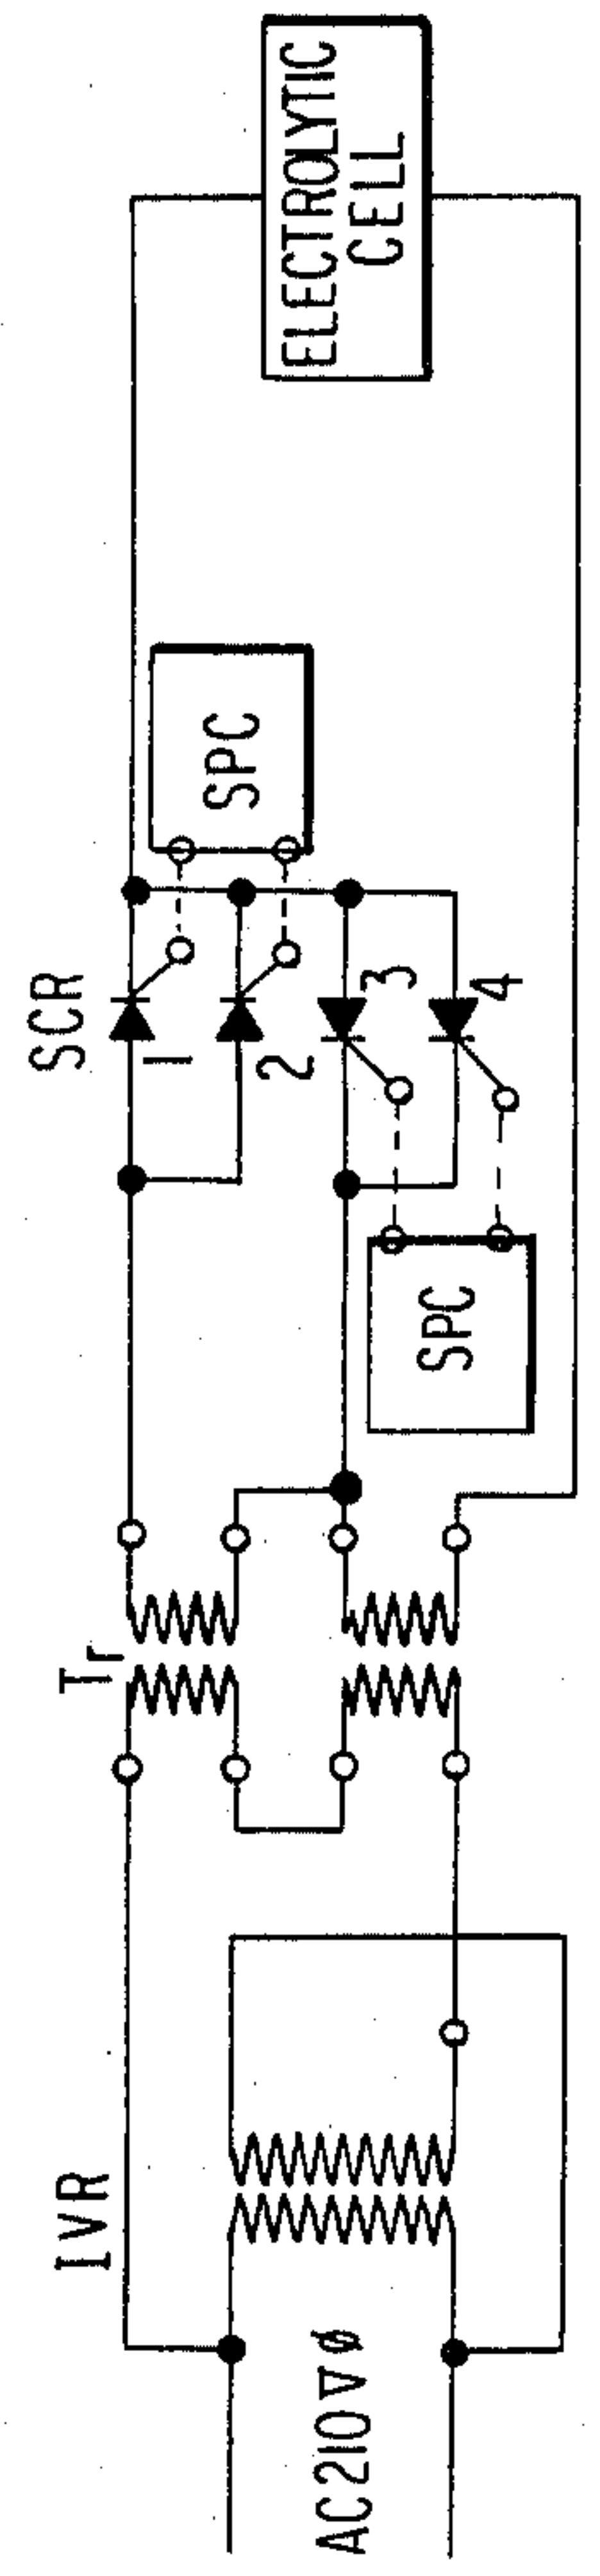 AC210V ϕ
IVR
Tr
SCR
1
2
3
4
SPC
SPC
ELECTROLYTIC
CELL